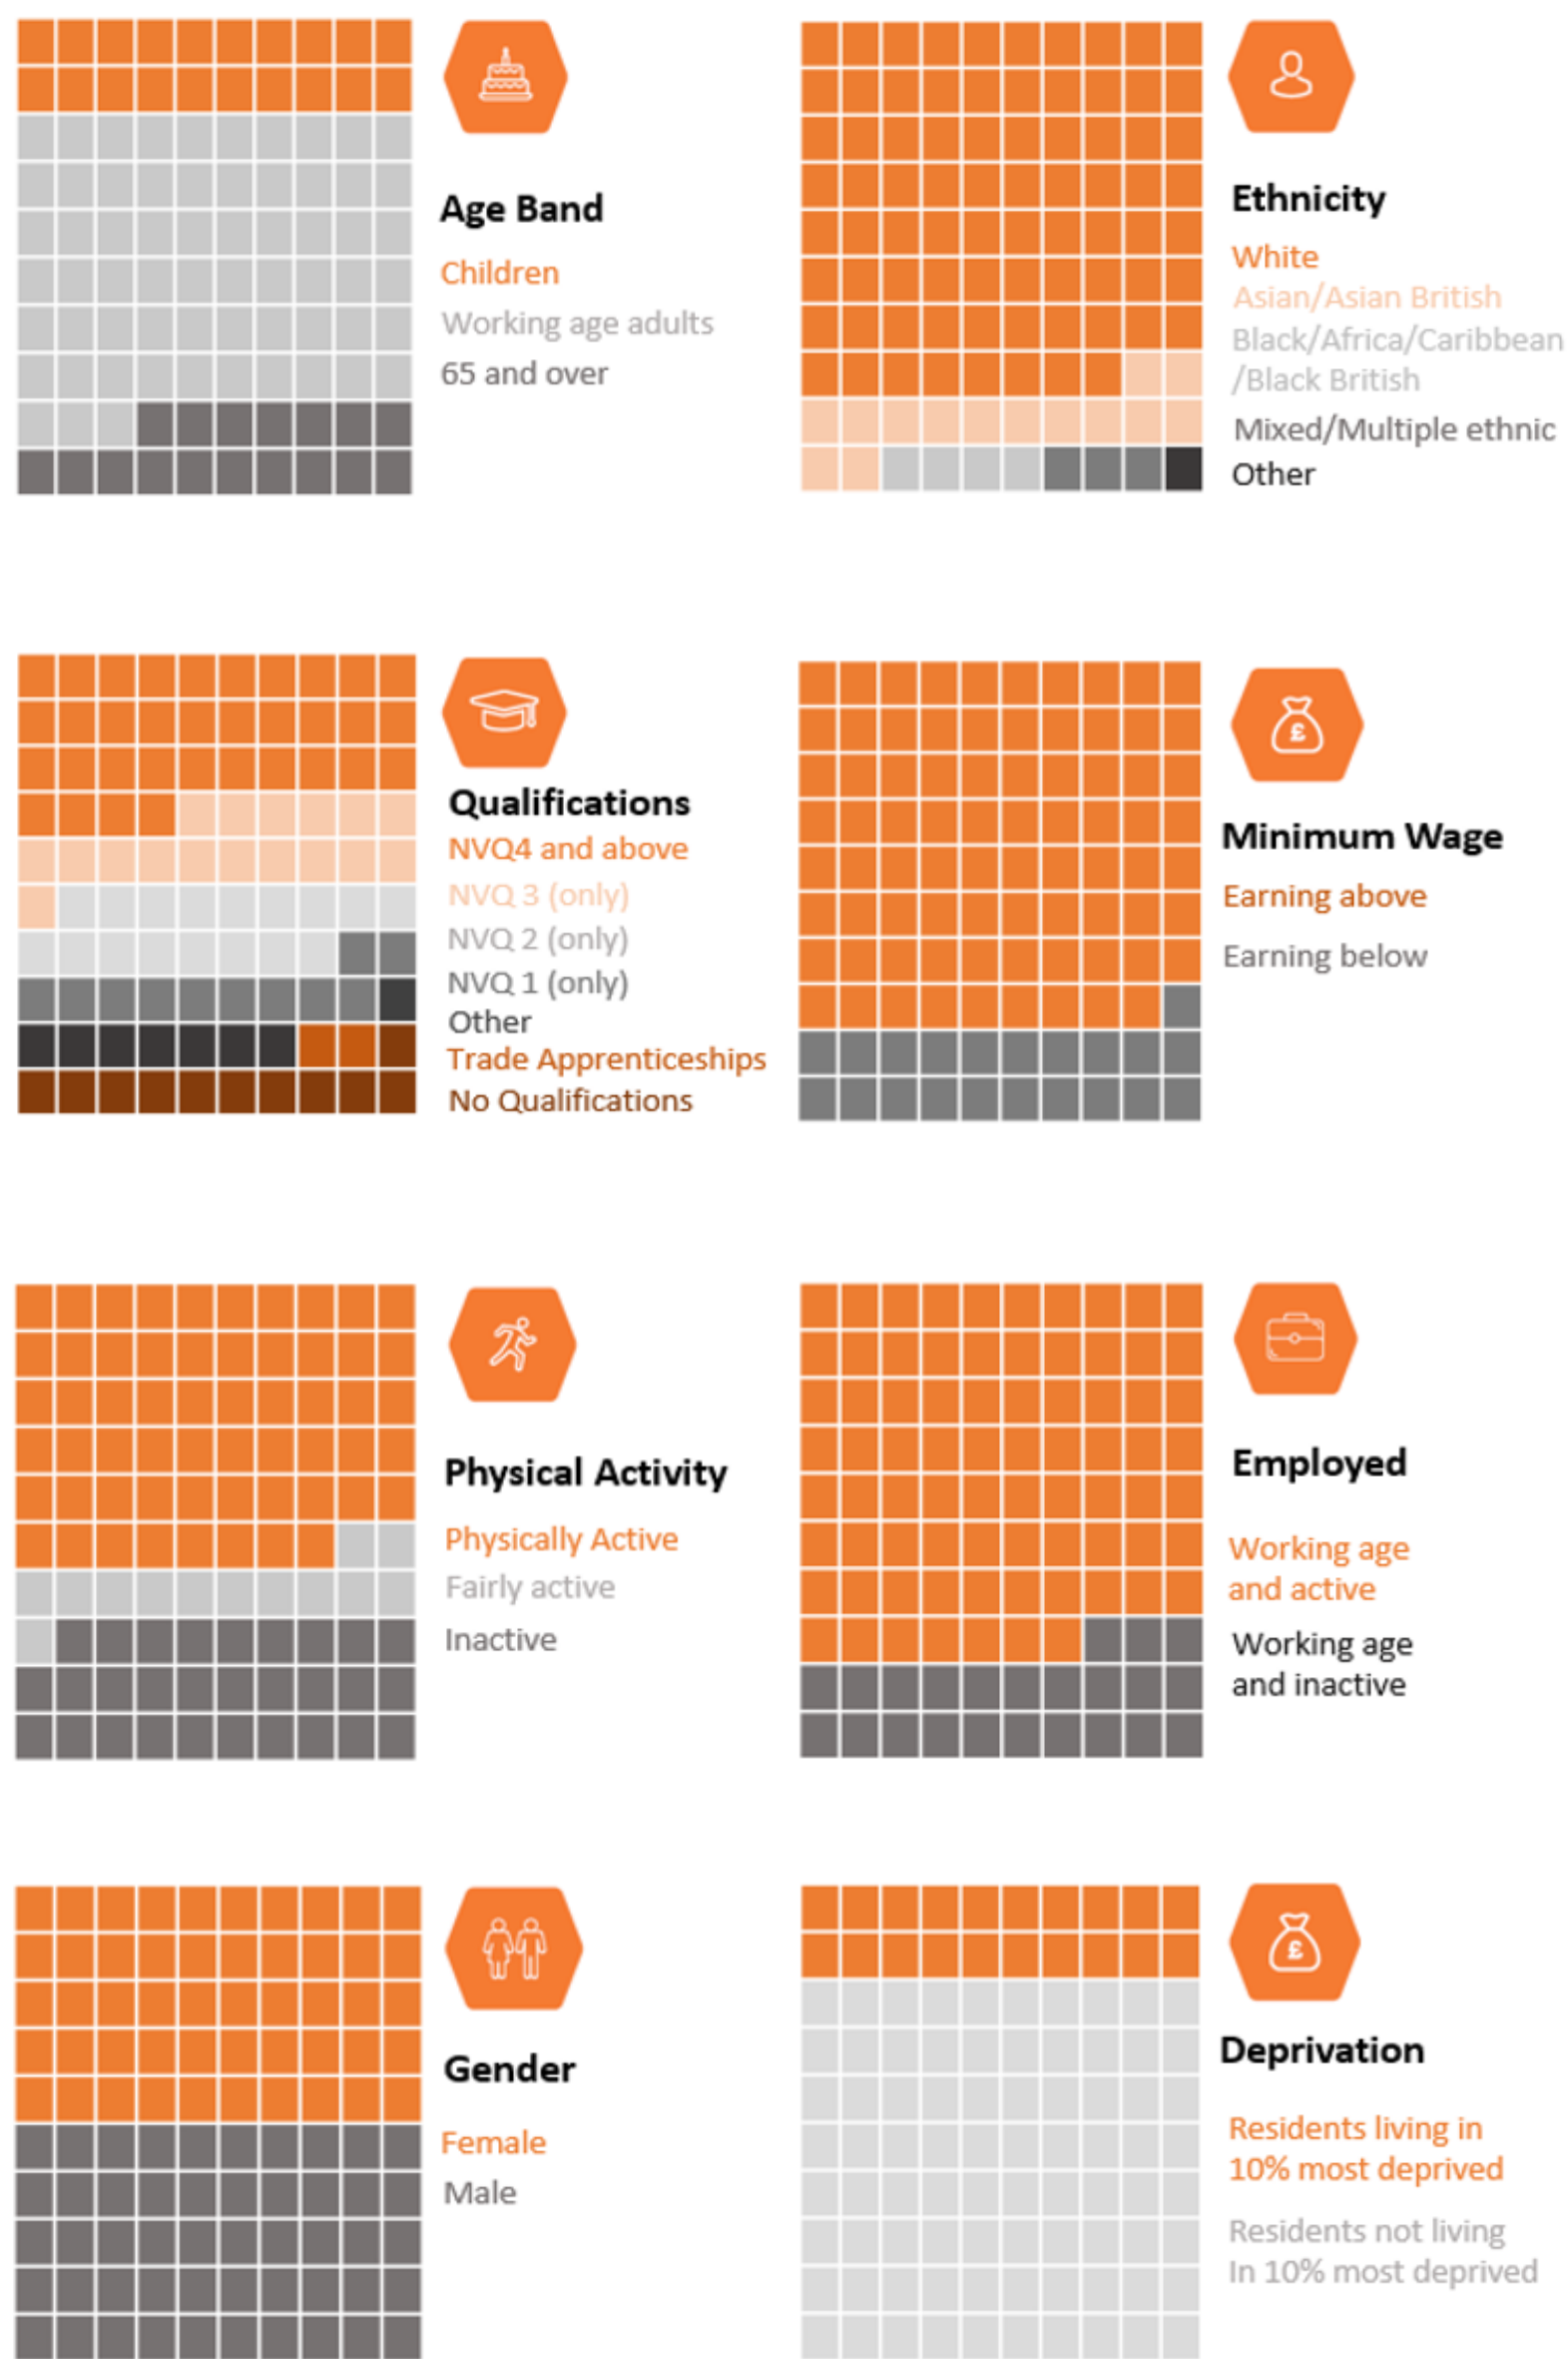 Age Band
Children
Working age adults
65 and over
Ethnicity
White
Asian/Asian British
Black/Africa/Caribbean
/Black British
Mixed/Multiple ethnic
Other
Qualifications
NVQ4 and above
NVQ 3 (only)
NVQ 2 (only)
NVQ 1 (only)
Other
Trade Apprenticeships
No Qualifications
£
Minimum Wage
Earning above
Earning below
Physical Activity
Physically Active
Fairly active
Inactive
Employed
Working age
and active
Working age
and inactive
Gender
Female
Male
£
Deprivation
Residents living in
10% most deprived
Residents not living
In 10% most deprived